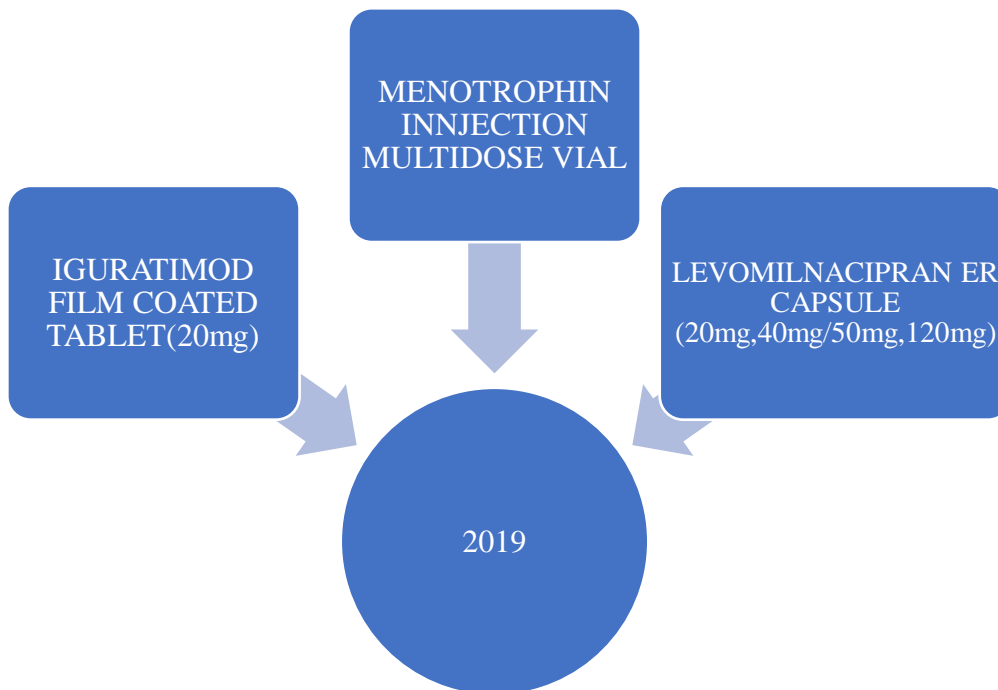 MENOTROPHIN
INNJECTION
MULTIDOSE VIAL
IGURATIMOD
FILM COATED
TABLET(20mg)
LEVOMILNACIPRAN ER
CAPSULE
(20mg,40mg/50mg,120mg)
2019